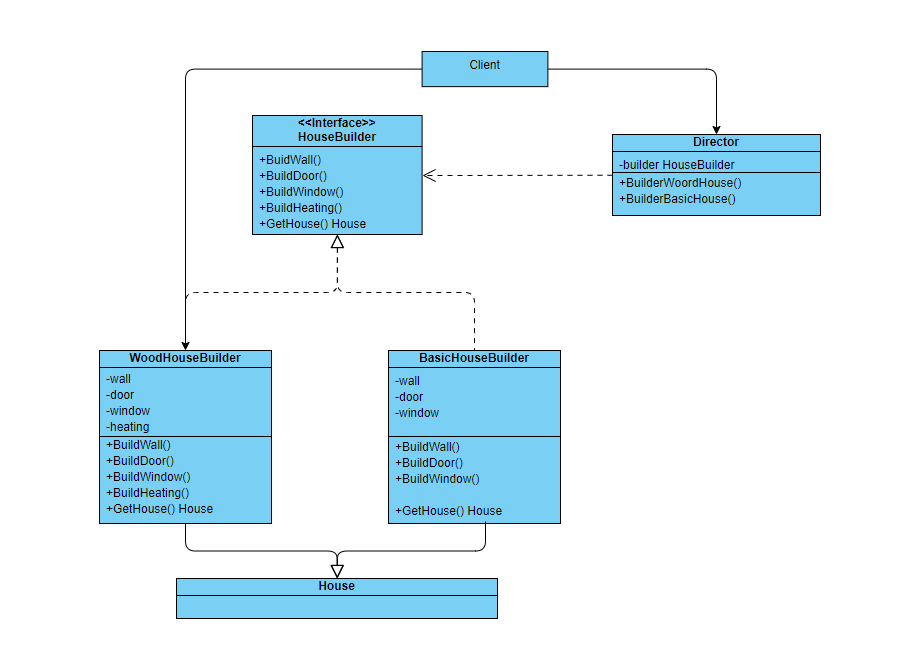 Client
<<Interface>>
HouseBuilder
+BuidWall()
+BuildDoor()
+BuildWindow()
+BuildHeating()
+GetHouse() House
Director
-builder HouseBuilder
+BuilderWoordHouse()
+BuilderBasicHouse()
WoodHouseBuilder
-wall
-door
-window
-heating
+BuildWall()
+BuildDoor()
+BuildWindow()
+BuildHeating()
+GetHouse() House
BasicHouseBuilder
-wall
-door
-window
+BuildWall()
+BuildDoor()
+BuildWindow()
+GetHouse() House
House